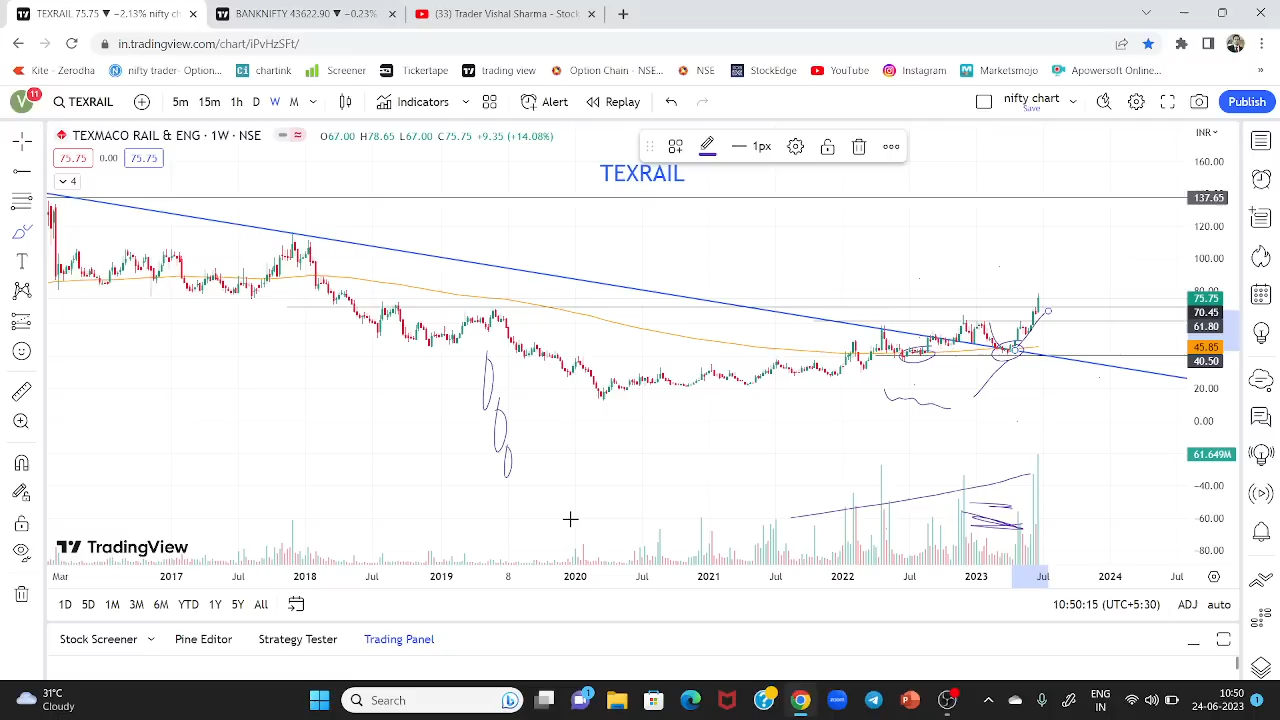 TEXRAIL 75.75 ▼ −2.13% nifty ch
BANKNIFTY 43622.90 ▼ −0.23%
(33) Trader Vishal Sharma - Stock
in.tradingview.com/chart/iPvHzSFt/
Kite - Zerodha
nifty trader- Option...
chartink
Screener
Tickertape
trading view
Option Chain - NSE...
NSE
StockEdge
YouTube
Instagram
Marketsmojo
Apowersoft Online...
»
V
11
TEXRAIL
5m 15m 1h D W M
Indicators
Alert
Replay
nifty chart
Save
Publish
TEXMACO RAIL & ENG · 1W · NSE
O67.00 H78.65 L67.00 C75.75 +9.35 (+14.08%)
75.75 0.00 75.75
4
1px
TEXRAIL
INR
160.00
137.65
120.00
100.00
80.00
75.75
70.45
61.80
45.85
40.50
20.00
0.00
61.649M
−40.00
−60.00
−80.00
TradingView
Mar 2017 Jul 2018 Jul 2019 8 2020 Jul 2021 Jul 2022 Jul 2023 Jul 2024 Jul
1D 5D 1M 3M 6M YTD 1Y 5Y All
10:50:15 (UTC+5:30) ADJ auto
Stock Screener Pine Editor Strategy Tester Trading Panel
31°C
Cloudy
Search
1
zoom
ENG
IN
10:50
24-06-2023
1